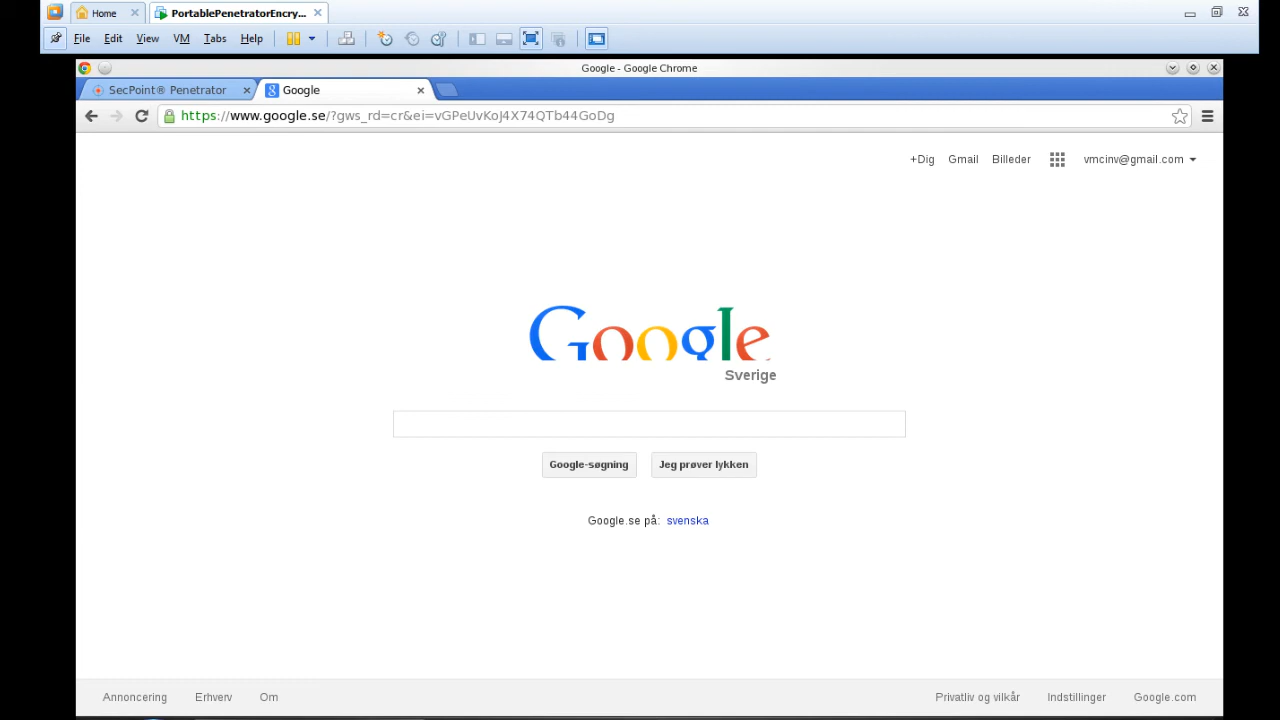 Home PortablePenetratorEncry...
File Edit View VM Tabs Help
Google - Google Chrome
SecPoint® Penetrator Google
https://www.google.se/?gws_rd=cr&ei=vGPeUvKoJ4X74QTb44GoDg
+Dig Gmail Billeder vmcinv@gmail.com
Google
Sverige
Google-søgning Jeg prøver lykken
Google.se på: svenska
Annoncering Erhverv Om Privatliv og vilkår Indstillinger Google.com